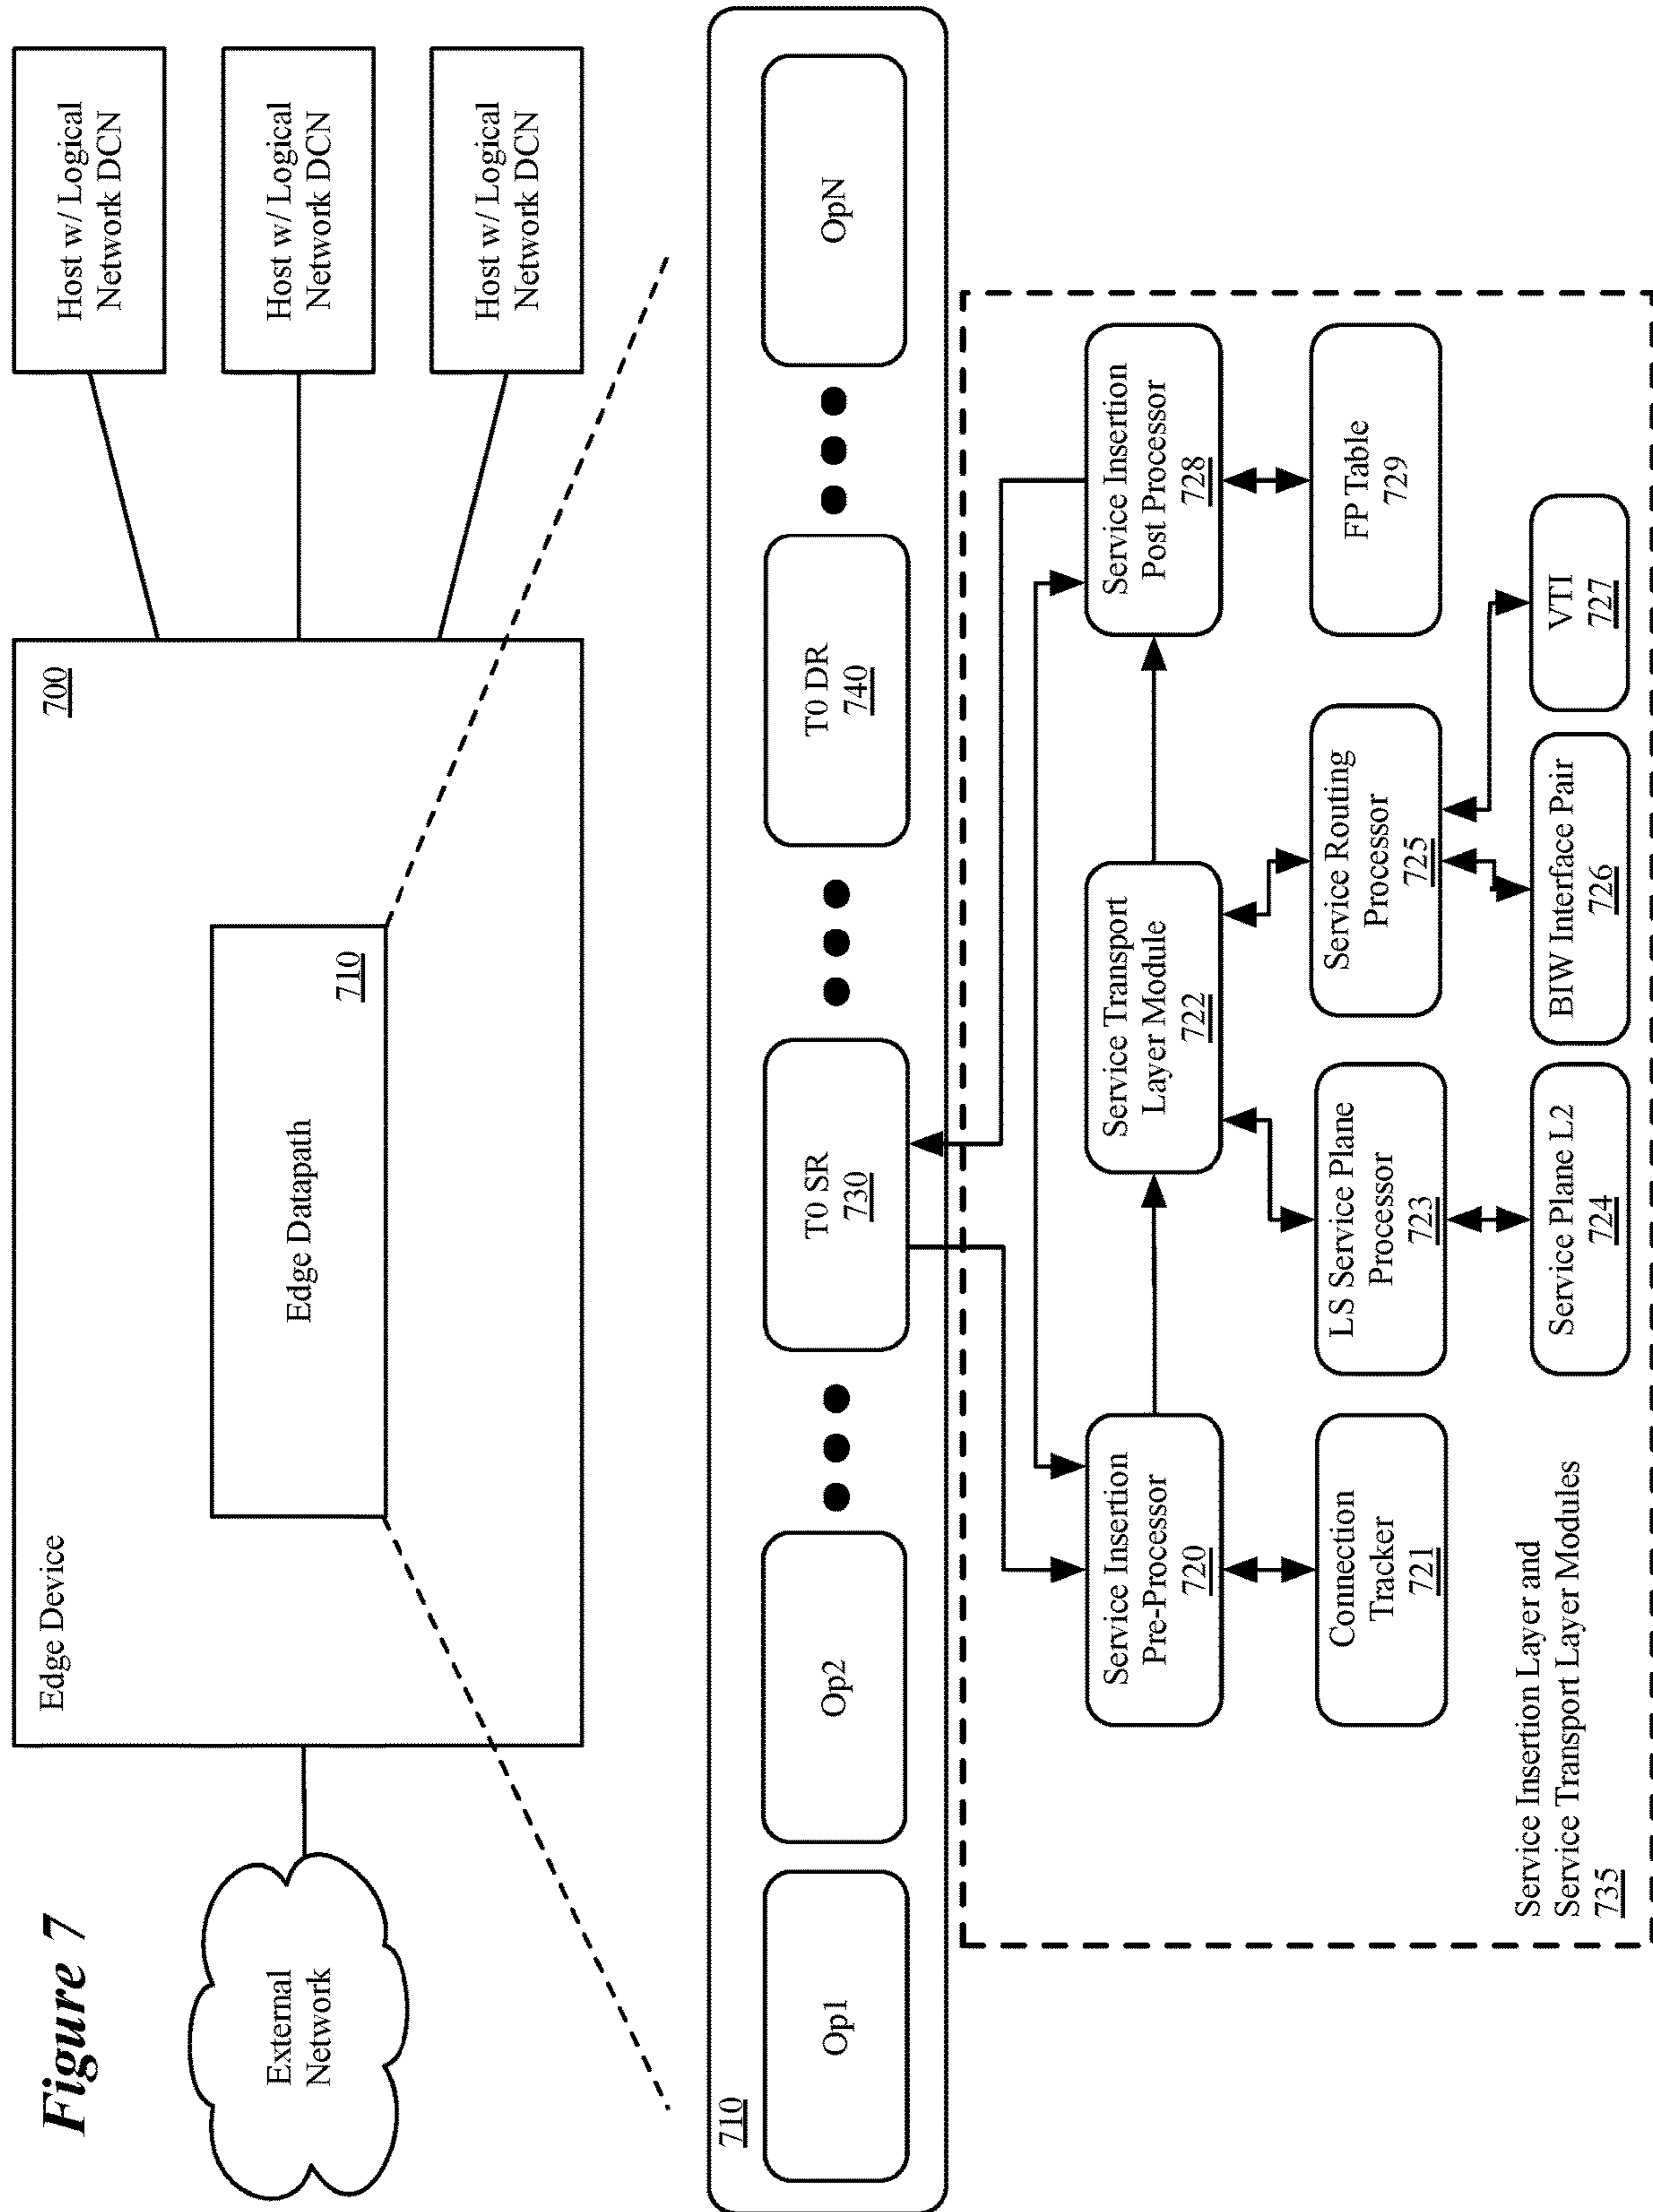 Figure 7
External
Network
Edge Device
700
Edge Datapath
710
Host w/ Logical
Network DCN
Host w/ Logical
Network DCN
Host w/ Logical
Network DCN
710
Op1
Op2
T0 SR
730
T0 DR
740
OpN
Service Insertion
Pre-Processor
720
Service Transport
Layer Module
722
Service Insertion
Post Processor
728
Connection
Tracker
721
LS Service Plane
Processor
723
Service Routing
Processor
725
FP Table
729
Service Plane L2
724
BIW Interface Pair
726
VTI
727
Service Insertion Layer and
Service Transport Layer Modules
735